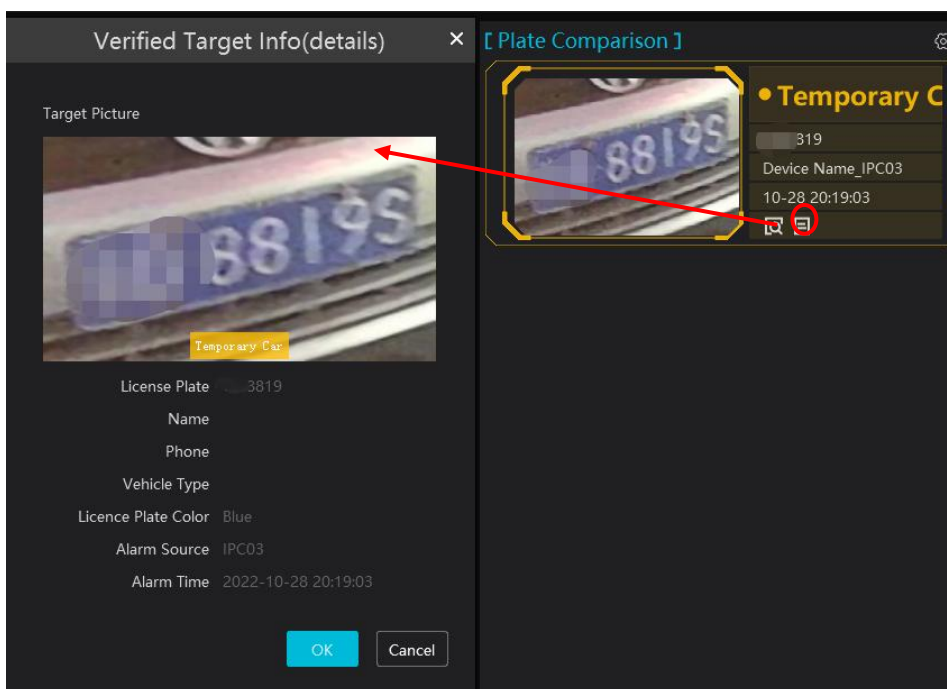 Verified Target Info(details) ×
Target Picture
88195
Temporary Car
License Plate 3819
Name
Phone
Vehicle Type
Licence Plate Color Blue
Alarm Source IPC03
Alarm Time 2022-10-28 20:19:03
OK Cancel
[ Plate Comparison ]
88195
• Temporary C
319
Device Name_IPC03
10-28 20:19:03